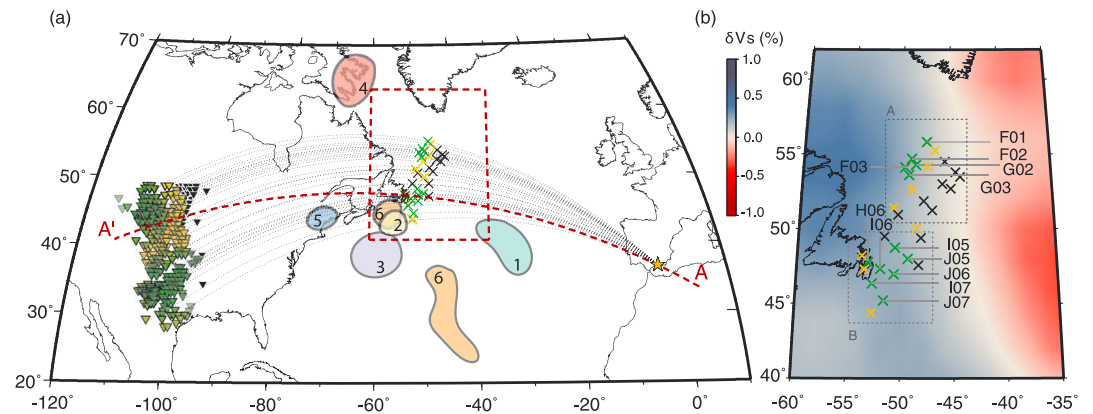 (a)
70˚
60˚
50˚
40˚
30˚
20˚
-120
-100
-80
-60
-40
-20
0
A'
A
4
5
6
2
3
1
6
δVs (%)
1.0
0.5
0.0
-0.5
-1.0
(b)
60
55
50
45
40
-60
-55
-50
-45
-40
-35
A
B
F01
F02
F03
G02
G03
H06
I06
I05
J05
J06
I07
J07